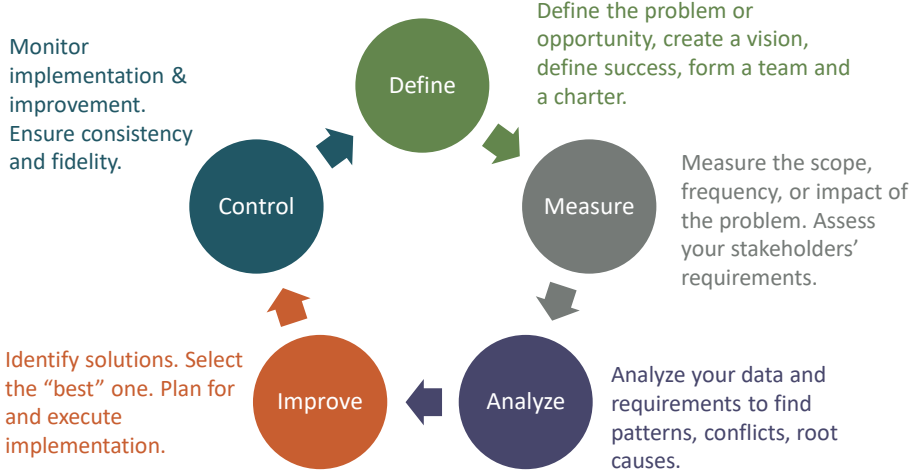 Define
Define the problem or
opportunity, create a vision,
define success, form a team and
a charter.
Measure
Measure the scope,
frequency, or impact of
the problem. Assess
your stakeholders’
requirements.
Analyze
Analyze your data and
requirements to find
patterns, conflicts, root
causes.
Improve
Identify solutions. Select
the “best” one. Plan for
and execute
implementation.
Control
Monitor
implementation &
improvement.
Ensure consistency
and fidelity.